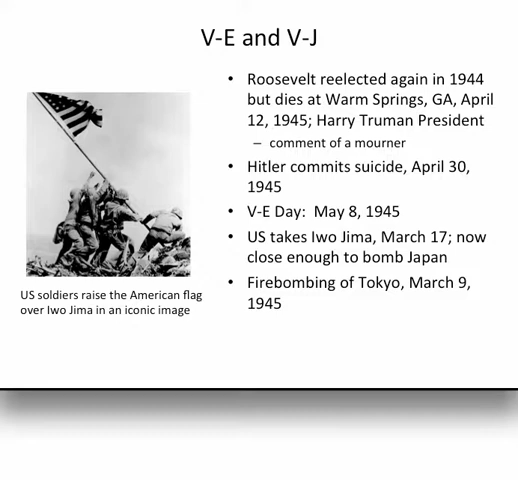 V-E and V-J
• Roosevelt reelected again in 1944
but dies at Warm Springs, GA, April
12, 1945; Harry Truman President
– comment of a mourner
• Hitler commits suicide, April 30,
1945
• V-E Day: May 8, 1945
• US takes Iwo Jima, March 17; now
close enough to bomb Japan
• Firebombing of Tokyo, March 9,
1945
US soldiers raise the American flag
over Iwo Jima in an iconic image